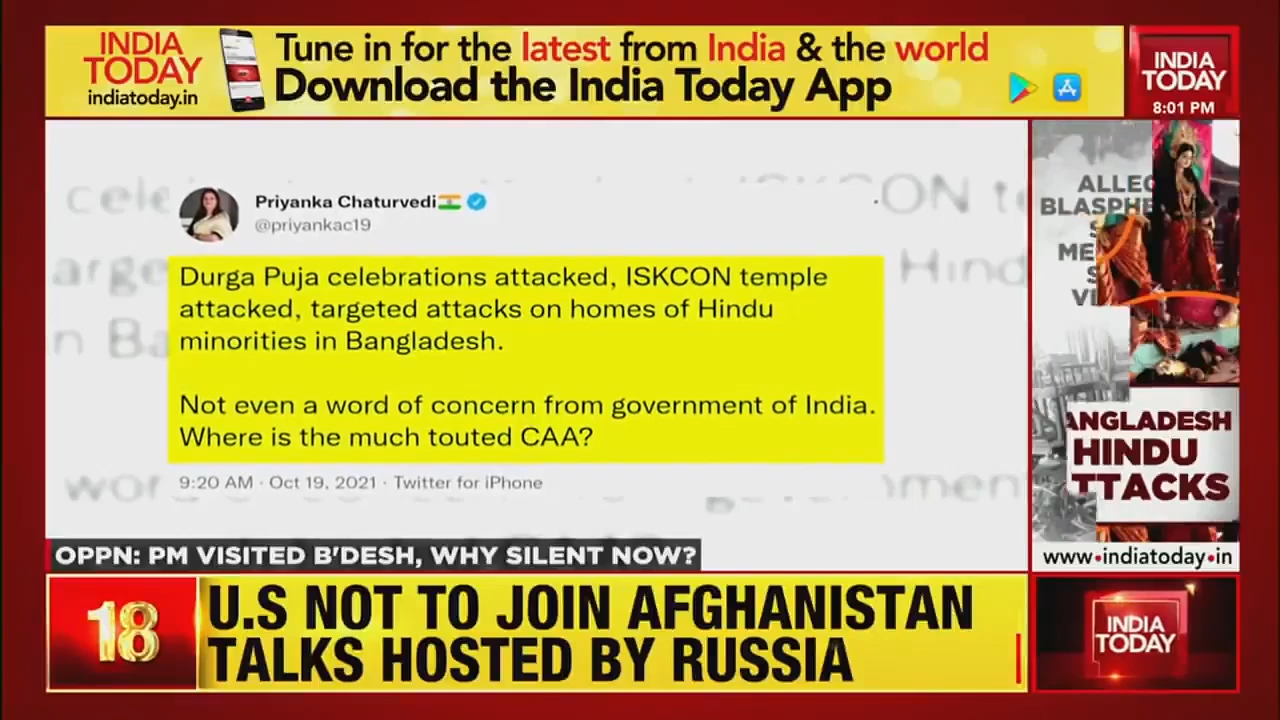 INDIA
TODAY
indiatoday.in
Tune in for the latest from India & the world
Download the India Today App
INDIA
TODAY
8:01 PM
Priyanka Chaturvedi
@priyankac19
Durga Puja celebrations attacked, ISKCON temple
attacked, targeted attacks on homes of Hindu
minorities in Bangladesh.
Not even a word of concern from government of India.
Where is the much touted CAA?
9:20 AM · Oct 19, 2021 · Twitter for iPhone
ALLEG
BLASPHE
ANGLADESH
HINDU
TTACKS
www.indiatoday.in
OPPN: PM VISITED B'DESH, WHY SILENT NOW?
18
U.S NOT TO JOIN AFGHANISTAN
TALKS HOSTED BY RUSSIA
INDIA
TODAY